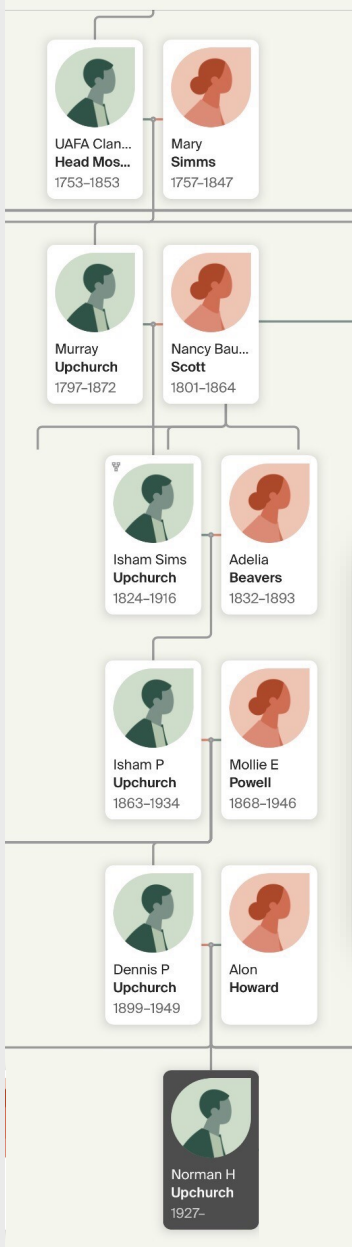 UAFA Clan...
Head Mos...
1753–1853
Mary
Simms
1757–1847
Murray
Upchurch
1797–1872
Nancy Bau...
Scott
1801–1864
Isham Sims
Upchurch
1824–1916
Adelia
Beavers
1832–1893
Isham P
Upchurch
1863–1934
Mollie E
Powell
1868–1946
Dennis P
Upchurch
1899–1949
Alon
Howard
Norman H
Upchurch
1927–